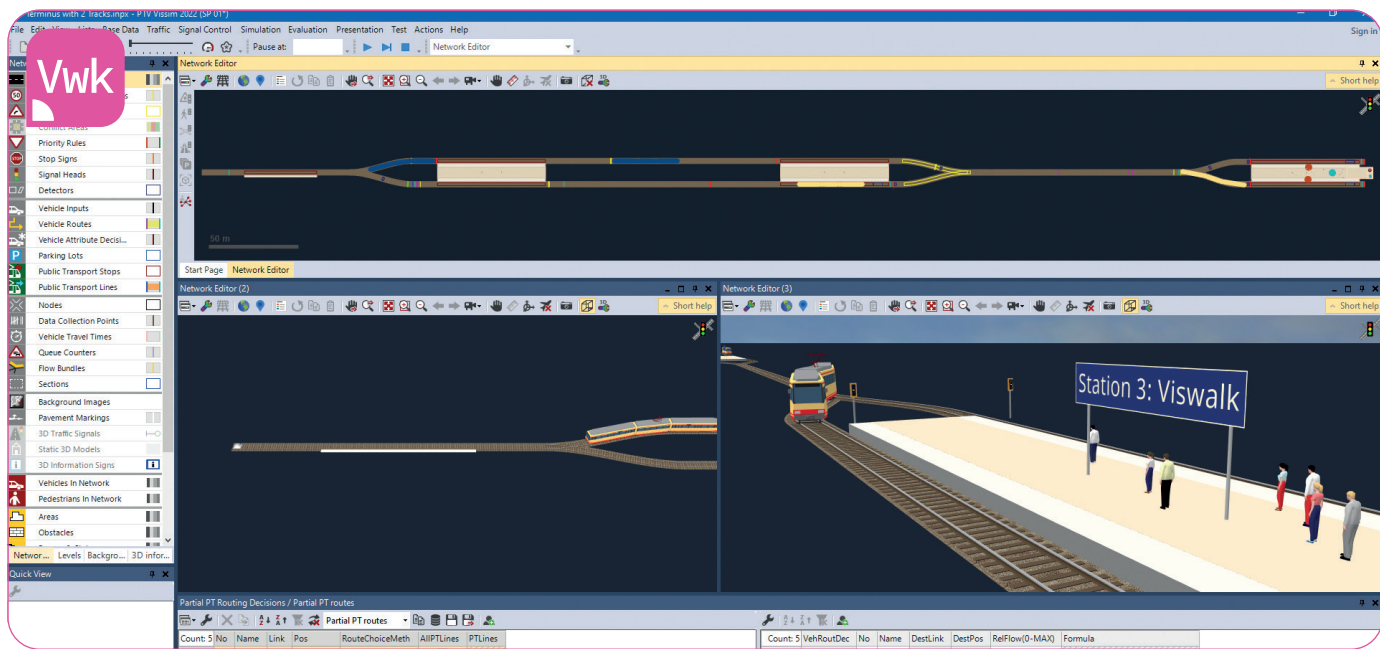 Terminus with 2 Tracks.inpx - PTV Vissim 2022 (SP 01*)
File Edit View Lists Base Data Traffic Signal Control Simulation Evaluation Presentation Test Actions Help
Sign in
Pause at: Network Editor
Vwk
Network Editor
Short help
Conflict Areas
Priority Rules
Stop Signs
Signal Heads
Detectors
Vehicle Inputs
Vehicle Routes
Vehicle Attribute Decisi...
Parking Lots
Public Transport Stops
Public Transport Lines
Nodes
Data Collection Points
Vehicle Travel Times
Queue Counters
Flow Bundles
Sections
Background Images
Pavement Markings
3D Traffic Signals
Static 3D Models
3D Information Signs
Vehicles In Network
Pedestrians In Network
Areas
Obstacles
Networ... Levels Backgro... 3D infor...
Quick View
50 m
Start Page Network Editor
Network Editor (2)
Short help
Network Editor (3)
Short help
Station 3: Viswalk
Partial PT Routing Decisions / Partial PT routes
Partial PT routes
Count: 5 No Name Link Pos RouteChoiceMeth AllPTLines PTLines
Count: 5 VehRoutDec No Name DestLink DestPos RelFlow(0-MAX) Formula